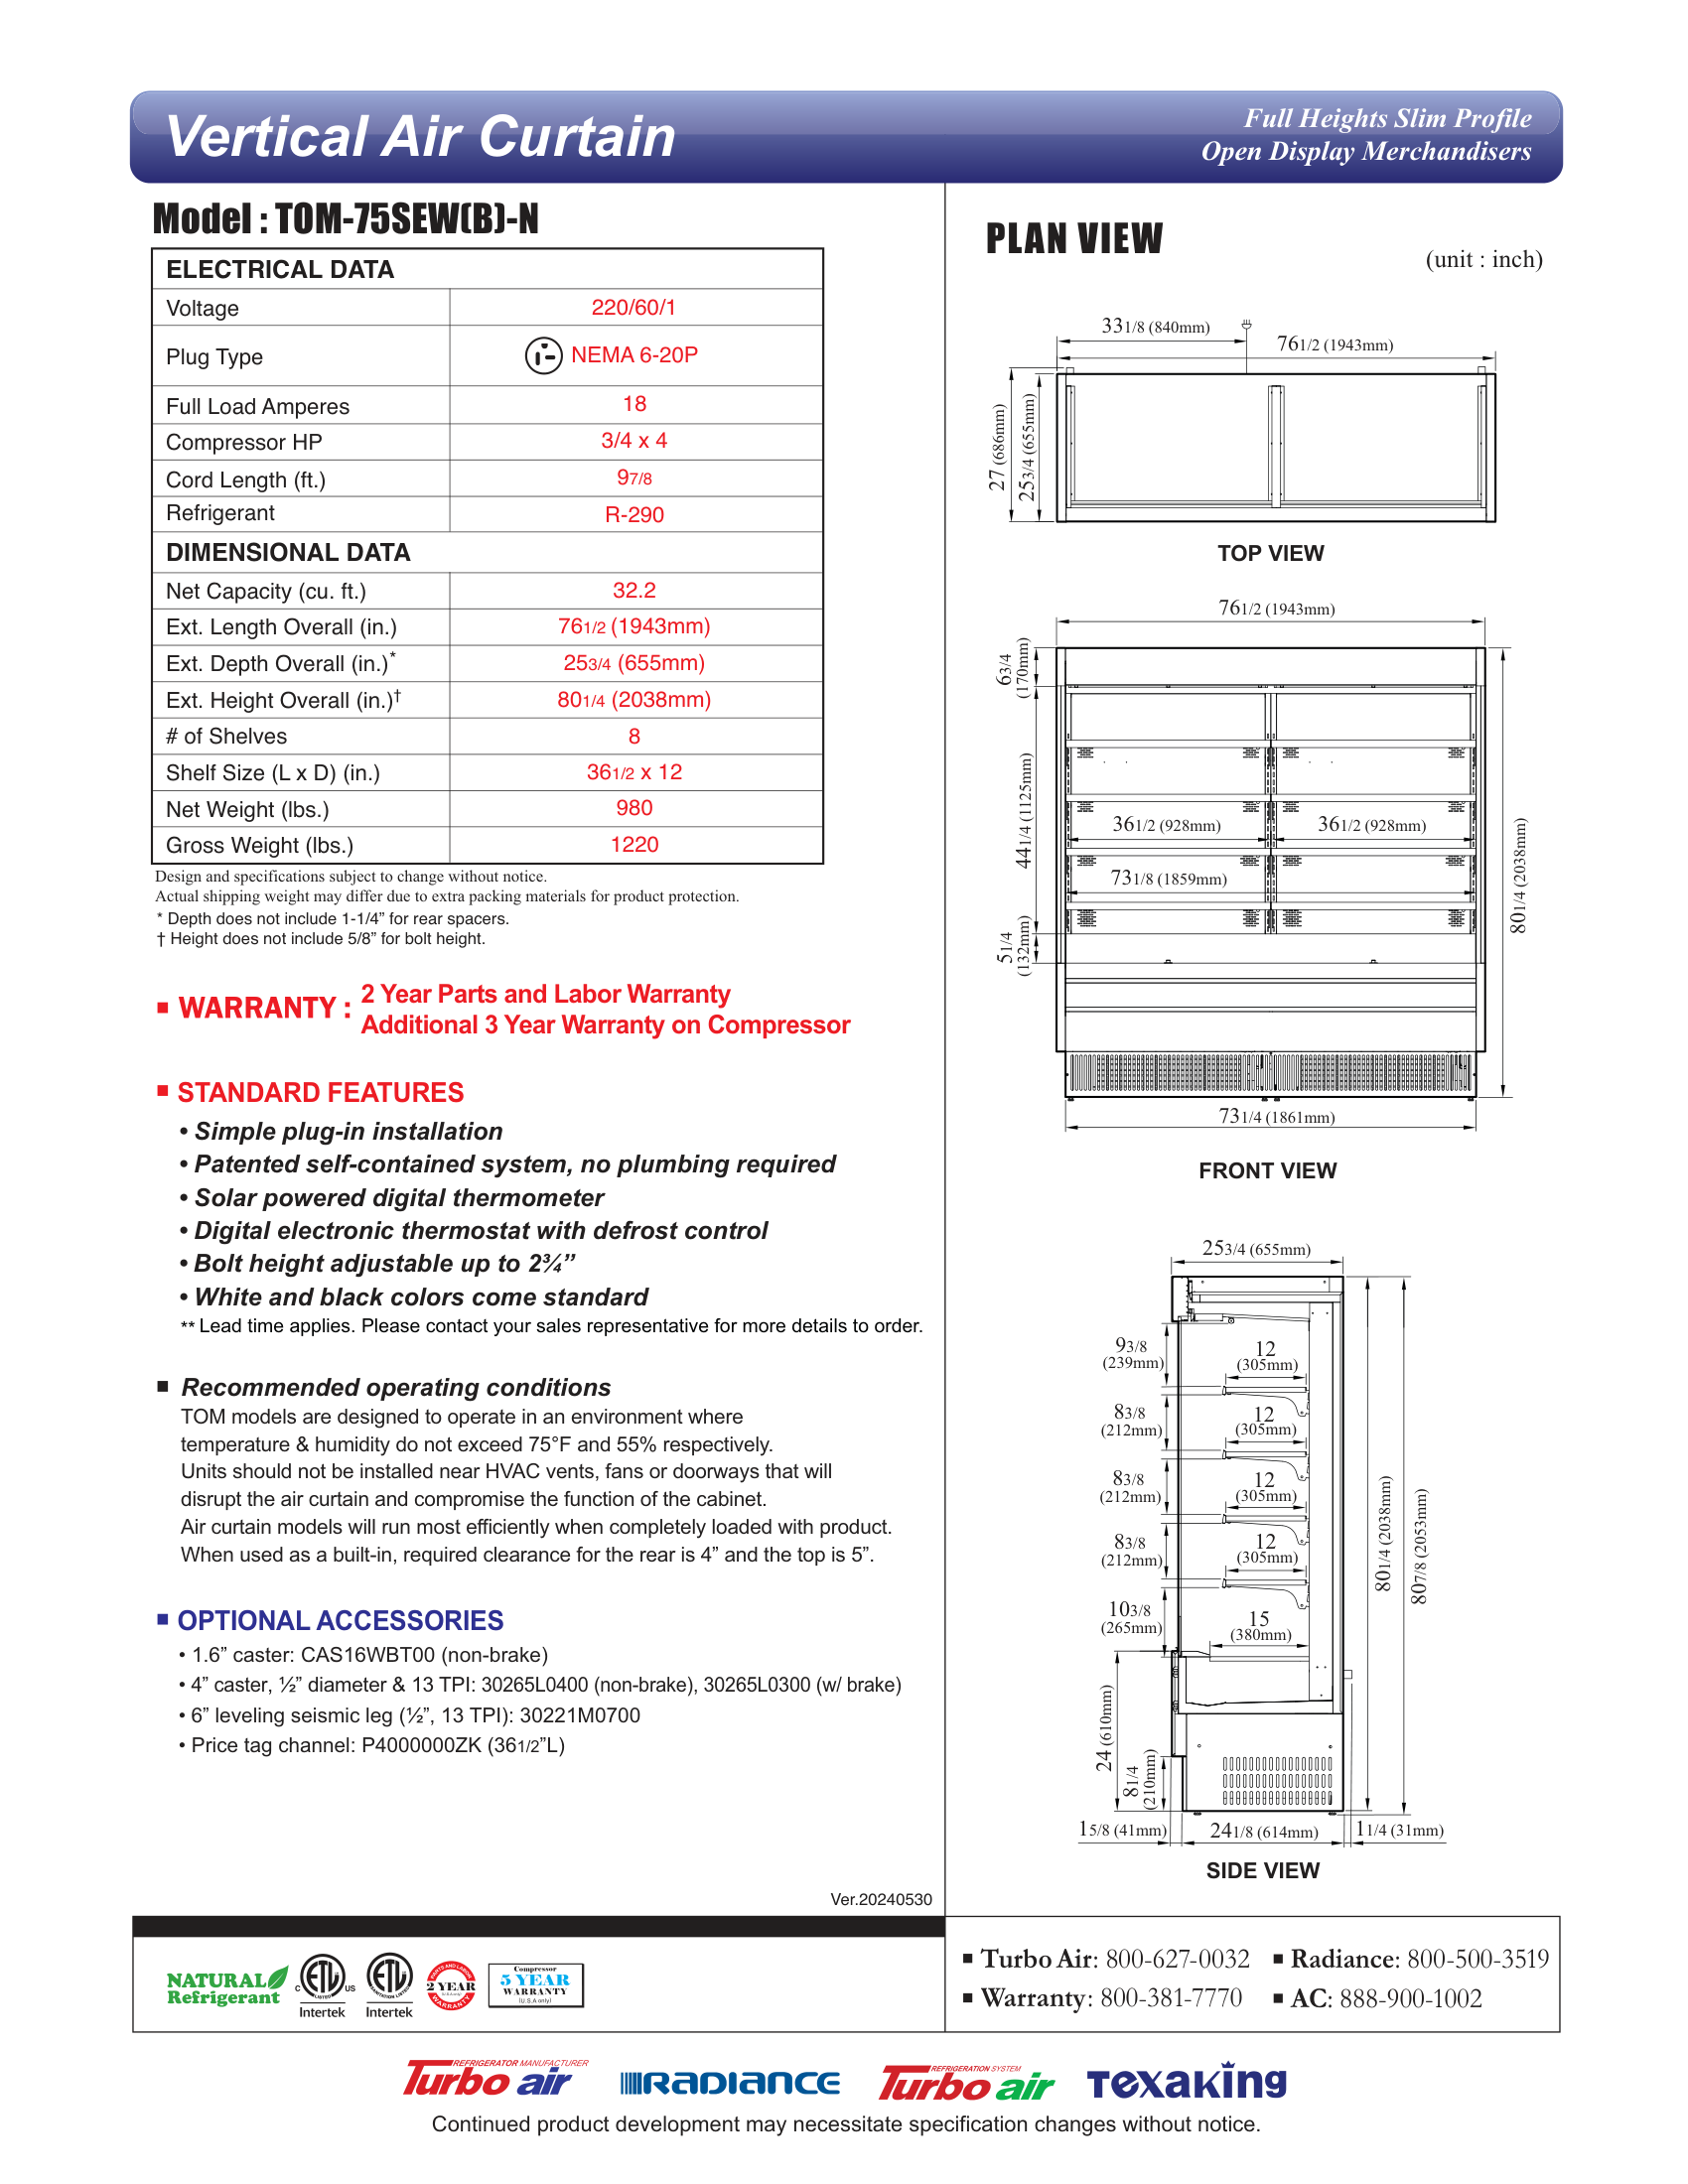 Vertical Air Curtain
Full Heights Slim Profile
Open Display Merchandisers
Model : TOM-75SEW(B)-N
ELECTRICAL DATA
Voltage 220/60/1
Plug Type NEMA 6-20P
Full Load Amperes 18
Compressor HP 3/4 x 4
Cord Length (ft.) 97/8
Refrigerant R-290
DIMENSIONAL DATA
Net Capacity (cu. ft.) 32.2
Ext. Length Overall (in.) 761/2 (1943mm)
Ext. Depth Overall (in.)* 253/4 (655mm)
Ext. Height Overall (in.)† 801/4 (2038mm)
# of Shelves 8
Shelf Size (L x D) (in.) 361/2 x 12
Net Weight (lbs.) 980
Gross Weight (lbs.) 1220
Design and specifications subject to change without notice.
Actual shipping weight may differ due to extra packing materials for product protection.
* Depth does not include 1-1/4” for rear spacers.
† Height does not include 5/8” for bolt height.
WARRANTY : 2 Year Parts and Labor Warranty
Additional 3 Year Warranty on Compressor
STANDARD FEATURES
• Simple plug-in installation
• Patented self-contained system, no plumbing required
• Solar powered digital thermometer
• Digital electronic thermostat with defrost control
• Bolt height adjustable up to 2¾”
• White and black colors come standard
** Lead time applies. Please contact your sales representative for more details to order.
Recommended operating conditions
TOM models are designed to operate in an environment where
temperature & humidity do not exceed 75°F and 55% respectively.
Units should not be installed near HVAC vents, fans or doorways that will
disrupt the air curtain and compromise the function of the cabinet.
Air curtain models will run most efficiently when completely loaded with product.
When used as a built-in, required clearance for the rear is 4” and the top is 5”.
OPTIONAL ACCESSORIES
• 1.6” caster: CAS16WBT00 (non-brake)
• 4” caster, ½” diameter & 13 TPI: 30265L0400 (non-brake), 30265L0300 (w/ brake)
• 6” leveling seismic leg (½”, 13 TPI): 30221M0700
• Price tag channel: P4000000ZK (361/2”L)
Ver.20240530
PLAN VIEW
(unit : inch)
331/8 (840mm)
761/2 (1943mm)
27 (686mm)
253/4 (655mm)
TOP VIEW
761/2 (1943mm)
63/4
(170mm)
441/4 (1125mm)
51/4
(132mm)
361/2 (928mm)
361/2 (928mm)
731/8 (1859mm)
801/4 (2038mm)
731/4 (1861mm)
FRONT VIEW
253/4 (655mm)
93/8
(239mm)
12
(305mm)
83/8
(212mm)
12
(305mm)
83/8
(212mm)
12
(305mm)
83/8
(212mm)
12
(305mm)
103/8
(265mm)
15
(380mm)
801/4 (2038mm)
807/8 (2053mm)
24 (610mm)
81/4
(210mm)
15/8 (41mm)
241/8 (614mm)
11/4 (31mm)
SIDE VIEW
NATURAL
Refrigerant
C ETL US
LISTED
Intertek
ETL
Intertek
PARTS AND LABOR
2 YEAR
WARRANTY
Compressor
5 YEAR
WARRANTY
(U.S.A only)
Turbo Air: 800-627-0032
Radiance: 800-500-3519
Warranty: 800-381-7770
AC: 888-900-1002
REFRIGERATOR MANUFACTURER
Turbo air
RADIANCE
REFRIGERATION SYSTEM
Turbo air
Texaking
Continued product development may necessitate specification changes without notice.